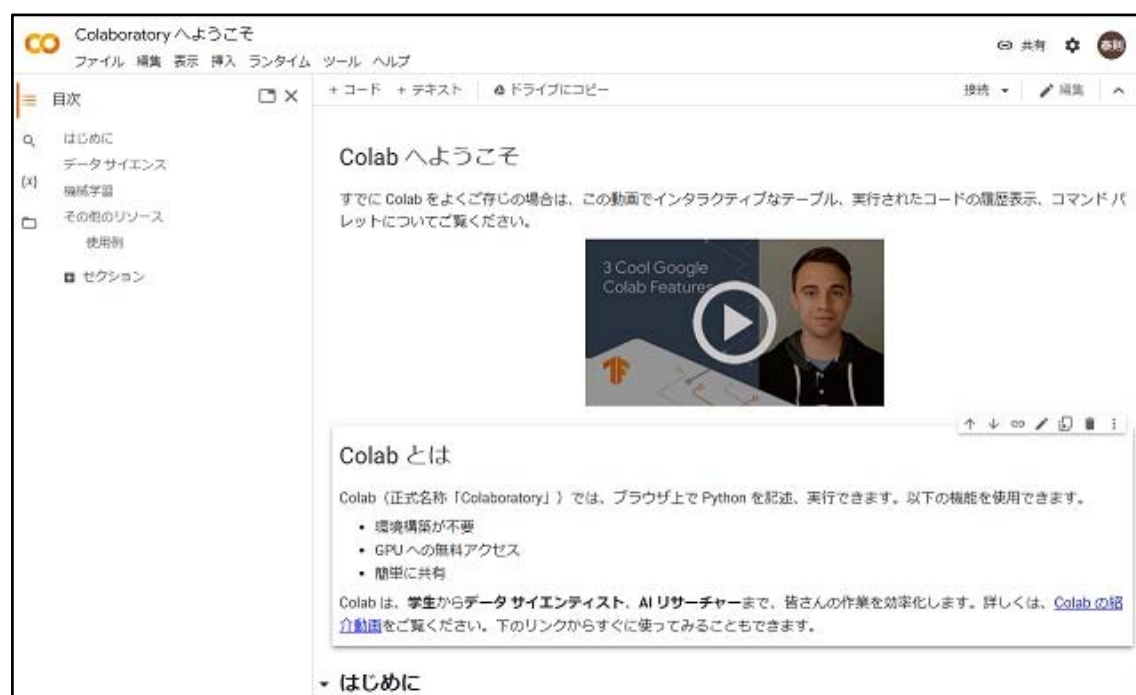 CO
Colaboratory へようこそ
ファイル 編集 表示 挿入 ランタイム ツール ヘルプ
共有
目次
+ コード + テキスト ドライブにコピー
接続
編集
はじめに
データ サイエンス
機械学習
その他のリソース
使用例
セクション
{x}
Colab へようこそ
すでに Colab をよくご存じの場合は、この動画でインタラクティブなテーブル、実行されたコードの履歴表示、コマンド パ
レットについてご覧ください。
3 Cool Google
Colab Features
Colab とは
Colab（正式名称「Colaboratory」）では、ブラウザ上で Python を記述、実行できます。以下の機能を使用できます。
• 環境構築が不要
• GPU への無料アクセス
• 簡単に共有
Colab は、学生からデータ サイエンティスト、AI リサーチャーまで、皆さんの作業を効率化します。詳しくは、Colab の紹
介動画をご覧ください。下のリンクからすぐに使ってみることもできます。
はじめに